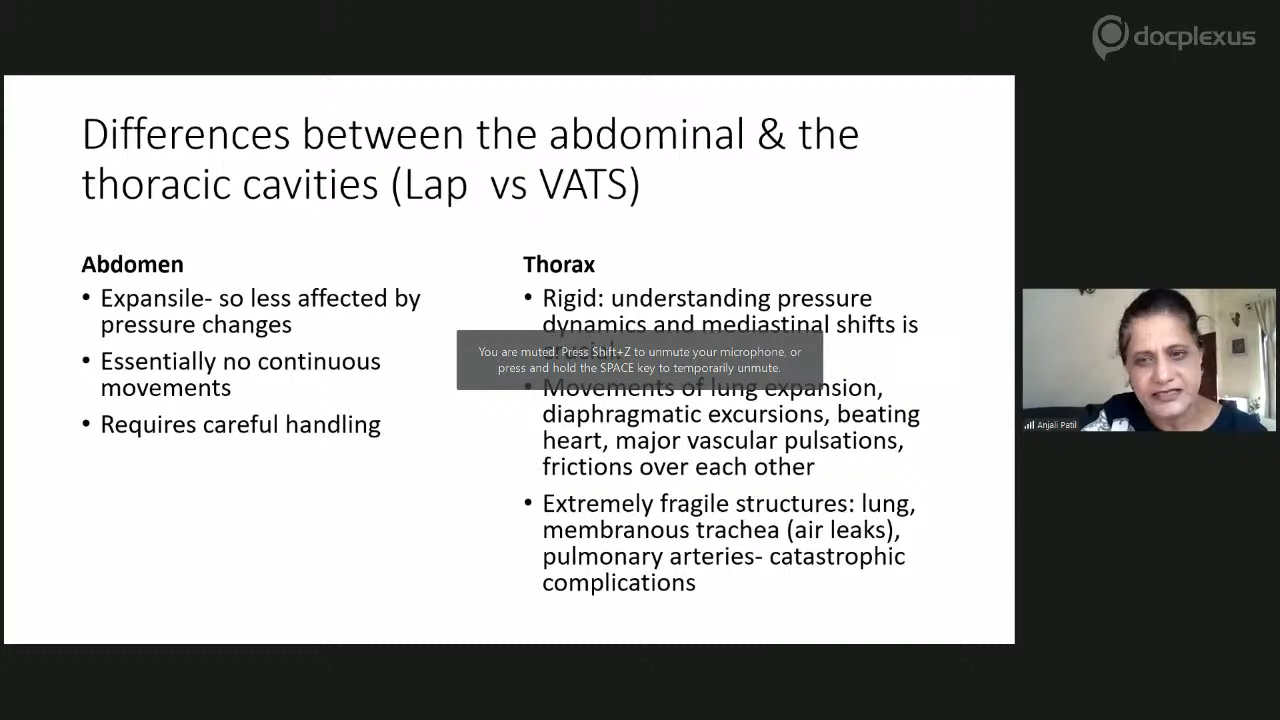 docplexus
Differences between the abdominal & the
thoracic cavities (Lap vs VATS)
Abdomen
• Expansile- so less affected by
pressure changes
• Essentially no continuous
movements
• Requires careful handling
Thorax
• Rigid: understanding pressure
dynamics and mediastinal shifts is
• Movements of lung expansion,
diaphragmatic excursions, beating
heart, major vascular pulsations,
frictions over each other
• Extremely fragile structures: lung,
membranous trachea (air leaks),
pulmonary arteries- catastrophic
complications
You are muted. Press Shift+Z to unmute your microphone, or
press and hold the SPACE key to temporarily unmute.
Anjali Patil